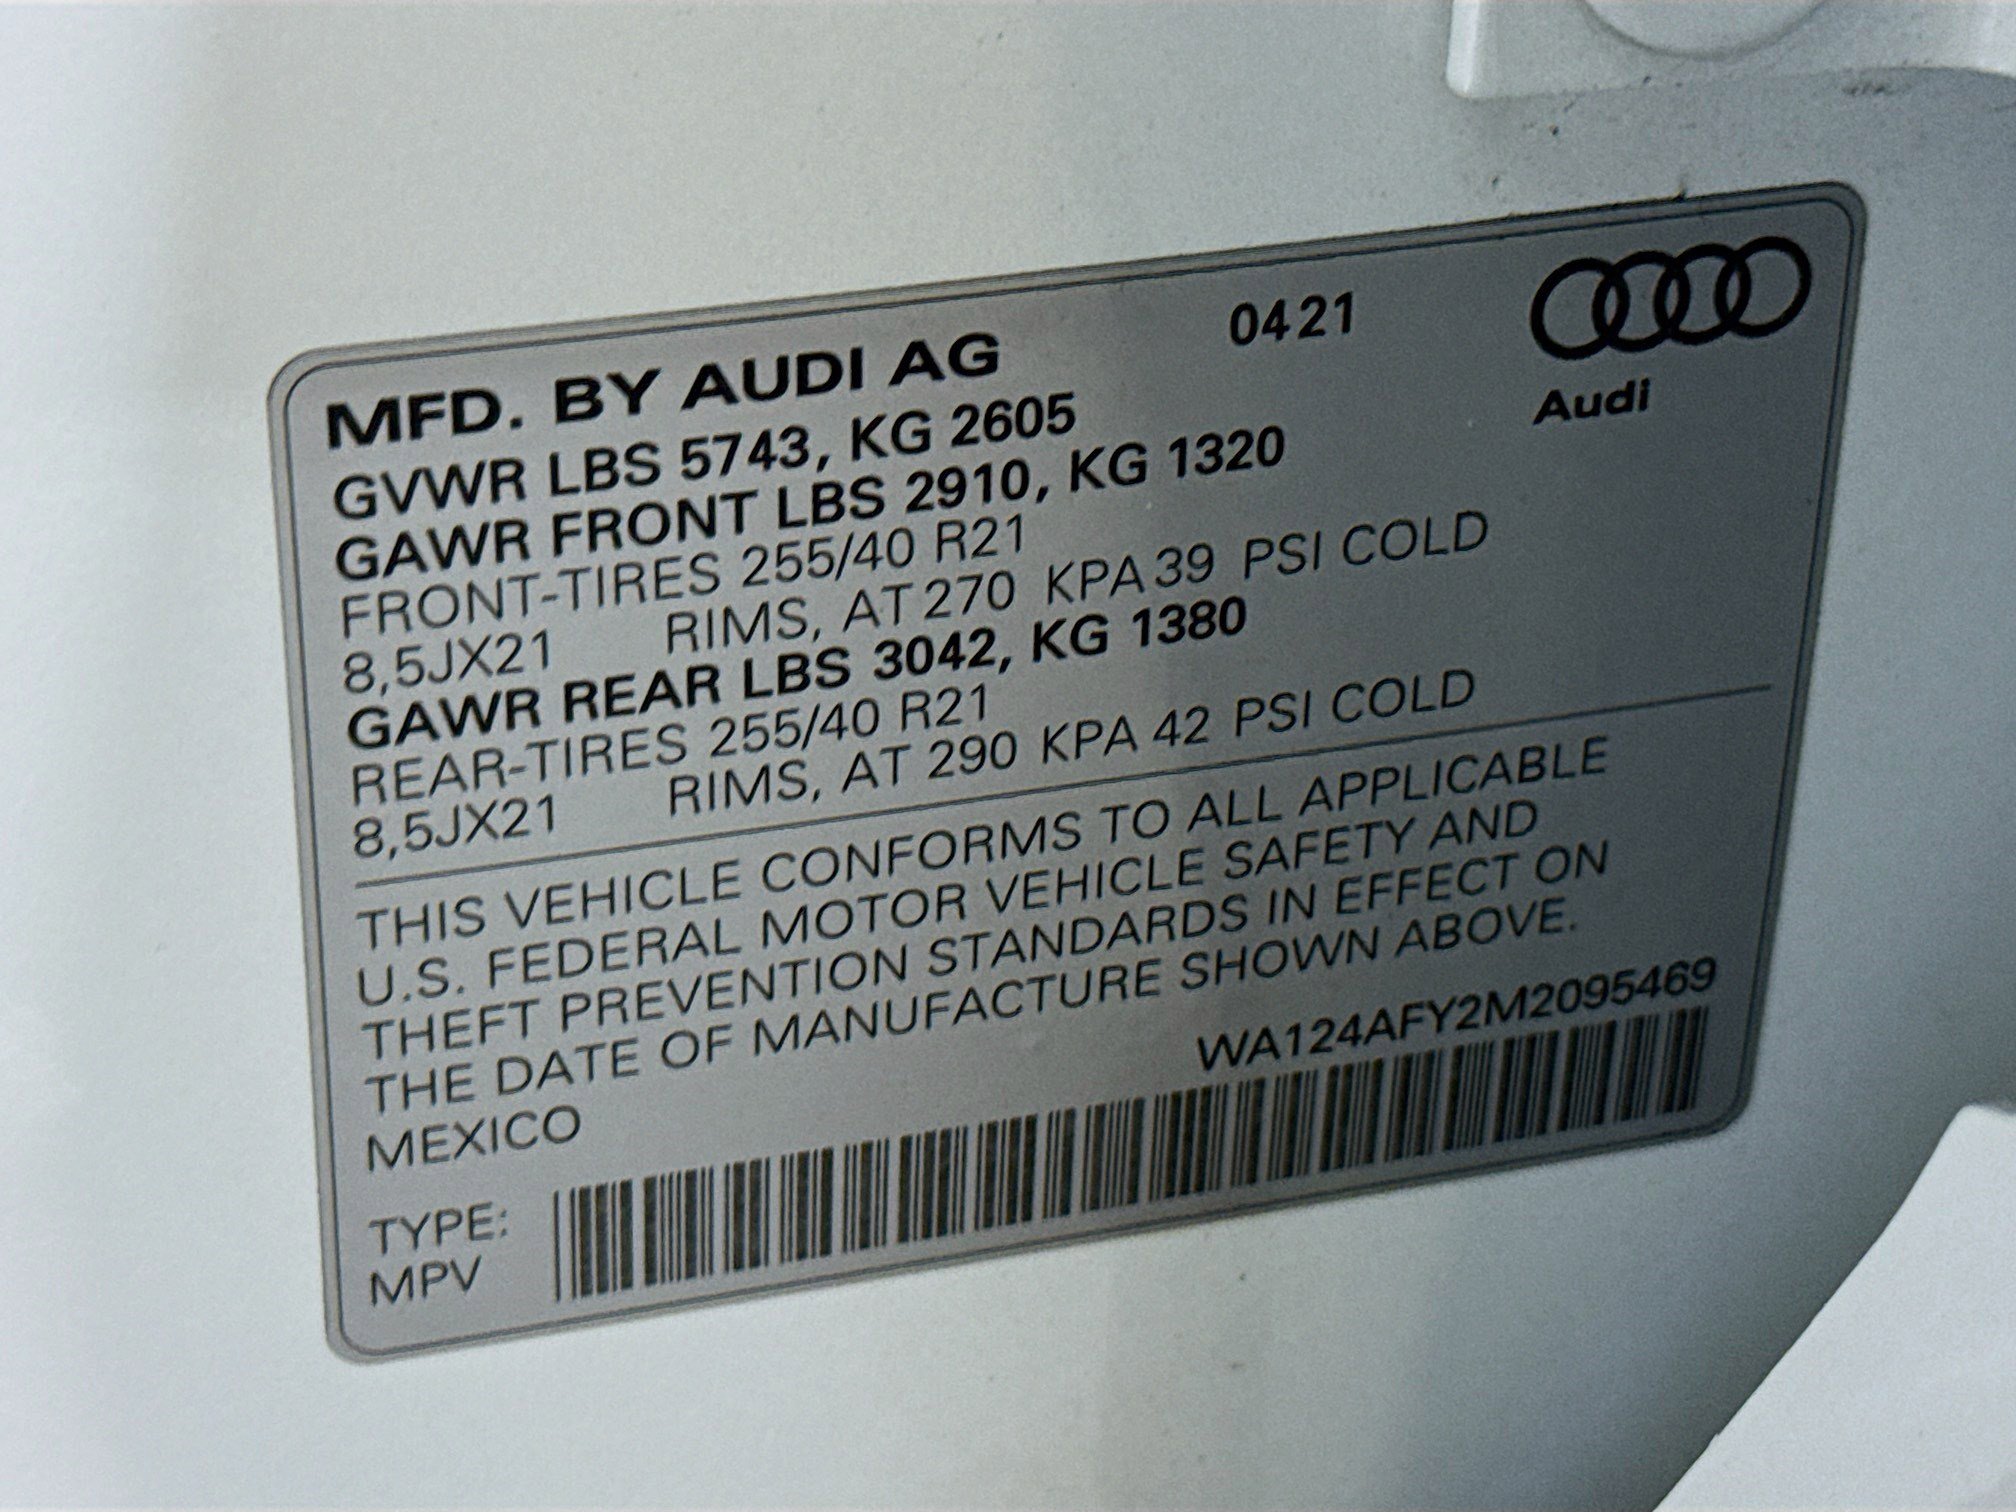 MFD. BY AUDI AG 0421
Audi
GVWR LBS 5743, KG 2605
GAWR FRONT LBS 2910, KG 1320
FRONT-TIRES 255/40 R21
8,5JX21 RIMS, AT 270 KPA 39 PSI COLD
GAWR REAR LBS 3042, KG 1380
REAR-TIRES 255/40 R21
8,5JX21 RIMS, AT 290 KPA 42 PSI COLD
THIS VEHICLE CONFORMS TO ALL APPLICABLE
U.S. FEDERAL MOTOR VEHICLE SAFETY AND
THEFT PREVENTION STANDARDS IN EFFECT ON
THE DATE OF MANUFACTURE SHOWN ABOVE.
MEXICO
WA124AFY2M2095469
TYPE:
MPV